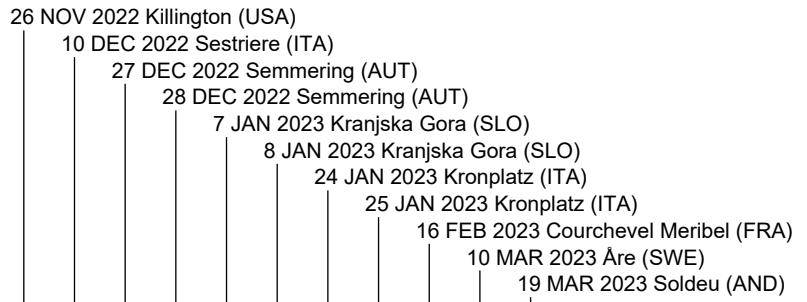 26 NOV 2022 Killington (USA)
10 DEC 2022 Sestriere (ITA)
27 DEC 2022 Semmering (AUT)
28 DEC 2022 Semmering (AUT)
7 JAN 2023 Kranjska Gora (SLO)
8 JAN 2023 Kranjska Gora (SLO)
24 JAN 2023 Kronplatz (ITA)
25 JAN 2023 Kronplatz (ITA)
16 FEB 2023 Courchevel Meribel (FRA)
10 MAR 2023 Åre (SWE)
19 MAR 2023 Soldeu (AND)